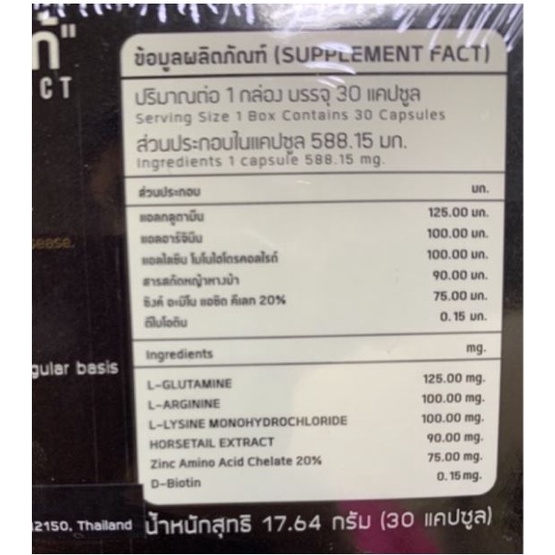 ก้"
CT
ข้อมูลผลิตภัณฑ์ (SUPPLEMENT FACT)
ปริมาณต่อ 1 กล่อง บรรจุ 30 แคปซูล
Serving Size 1 Box Contains 30 Capsules
ส่วนประกอบในแคปซูล 588.15 มก.
Ingredients 1 capsule 588.15 mg.
ส่วนประกอบ มก.
แอลกลูตามีน 125.00 มก.
แอลอาร์จินีน 100.00 มก.
แอลไลซีน โมโนไฮโดรคลอไรด์ 100.00 มก.
สารสกัดหญ้าหางม้า 90.00 มก.
ซิงค์ อะมิโน แอซิด คีเลท 20% 75.00 มก.
ดีไบโอติน 0.15 มก.
Ingredients mg.
L-GLUTAMINE 125.00 mg.
L-ARGININE 100.00 mg.
L-LYSINE MONOHYDROCHLORIDE 100.00 mg.
HORSETAIL EXTRACT 90.00 mg.
Zinc Amino Acid Chelate 20% 75.00 mg.
D-Biotin 0.15 mg.
sease.
gular basis
12150, Thailand
น้ำหนักสุทธิ 17.64 กรัม (30 แคปซูล)